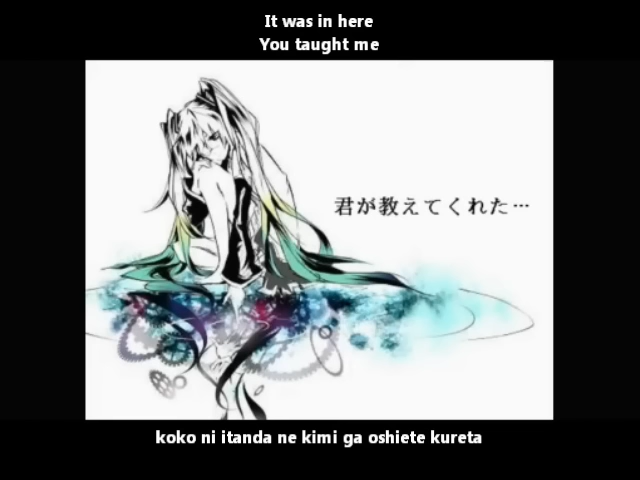 It was in here
You taught me
君が教えてくれた…
koko ni itanda ne kimi ga oshiete kureta